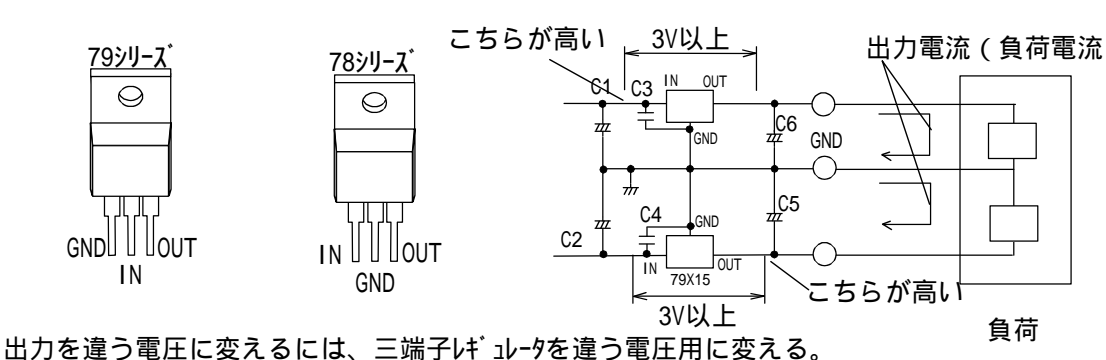 79ｼﾘｰｽﾞ
GND IN OUT
78ｼﾘｰｽﾞ
IN GND OUT
こちらが高い
3V以上
出力電流（負荷電流
C1
C3
IN
OUT
GND
C6
GND
C4
GND
C5
C2
IN
79X15
OUT
こちらが高い
3V以上
負荷
出力を違う電圧に変えるには、三端子ﾚｷﾞｭﾚｰﾀを違う電圧用に変える。